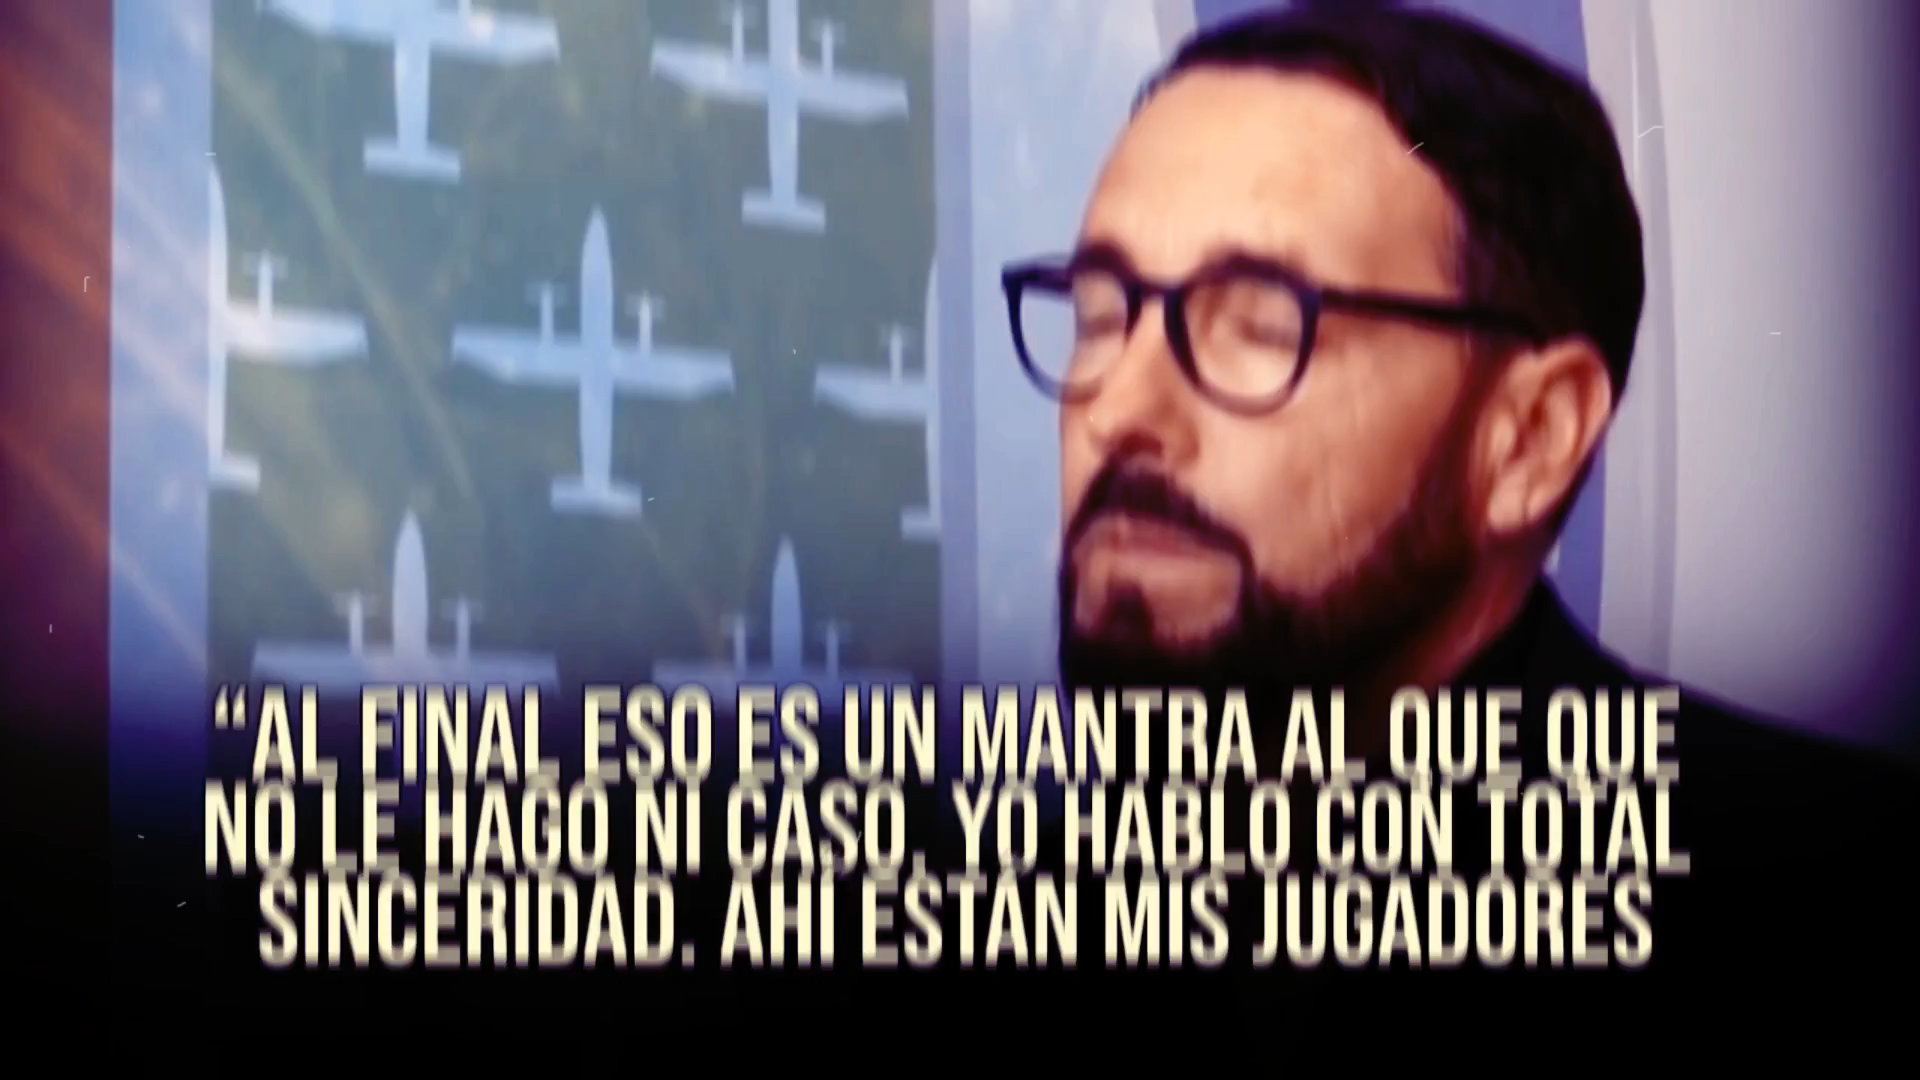 “AL FINAL ESO ES UN MANTRA AL QUE QUE
NO LE HAGO NI CASO. YO HABLO CON TOTAL
SINCERIDAD. AHÍ ESTÁN MIS JUGADORES